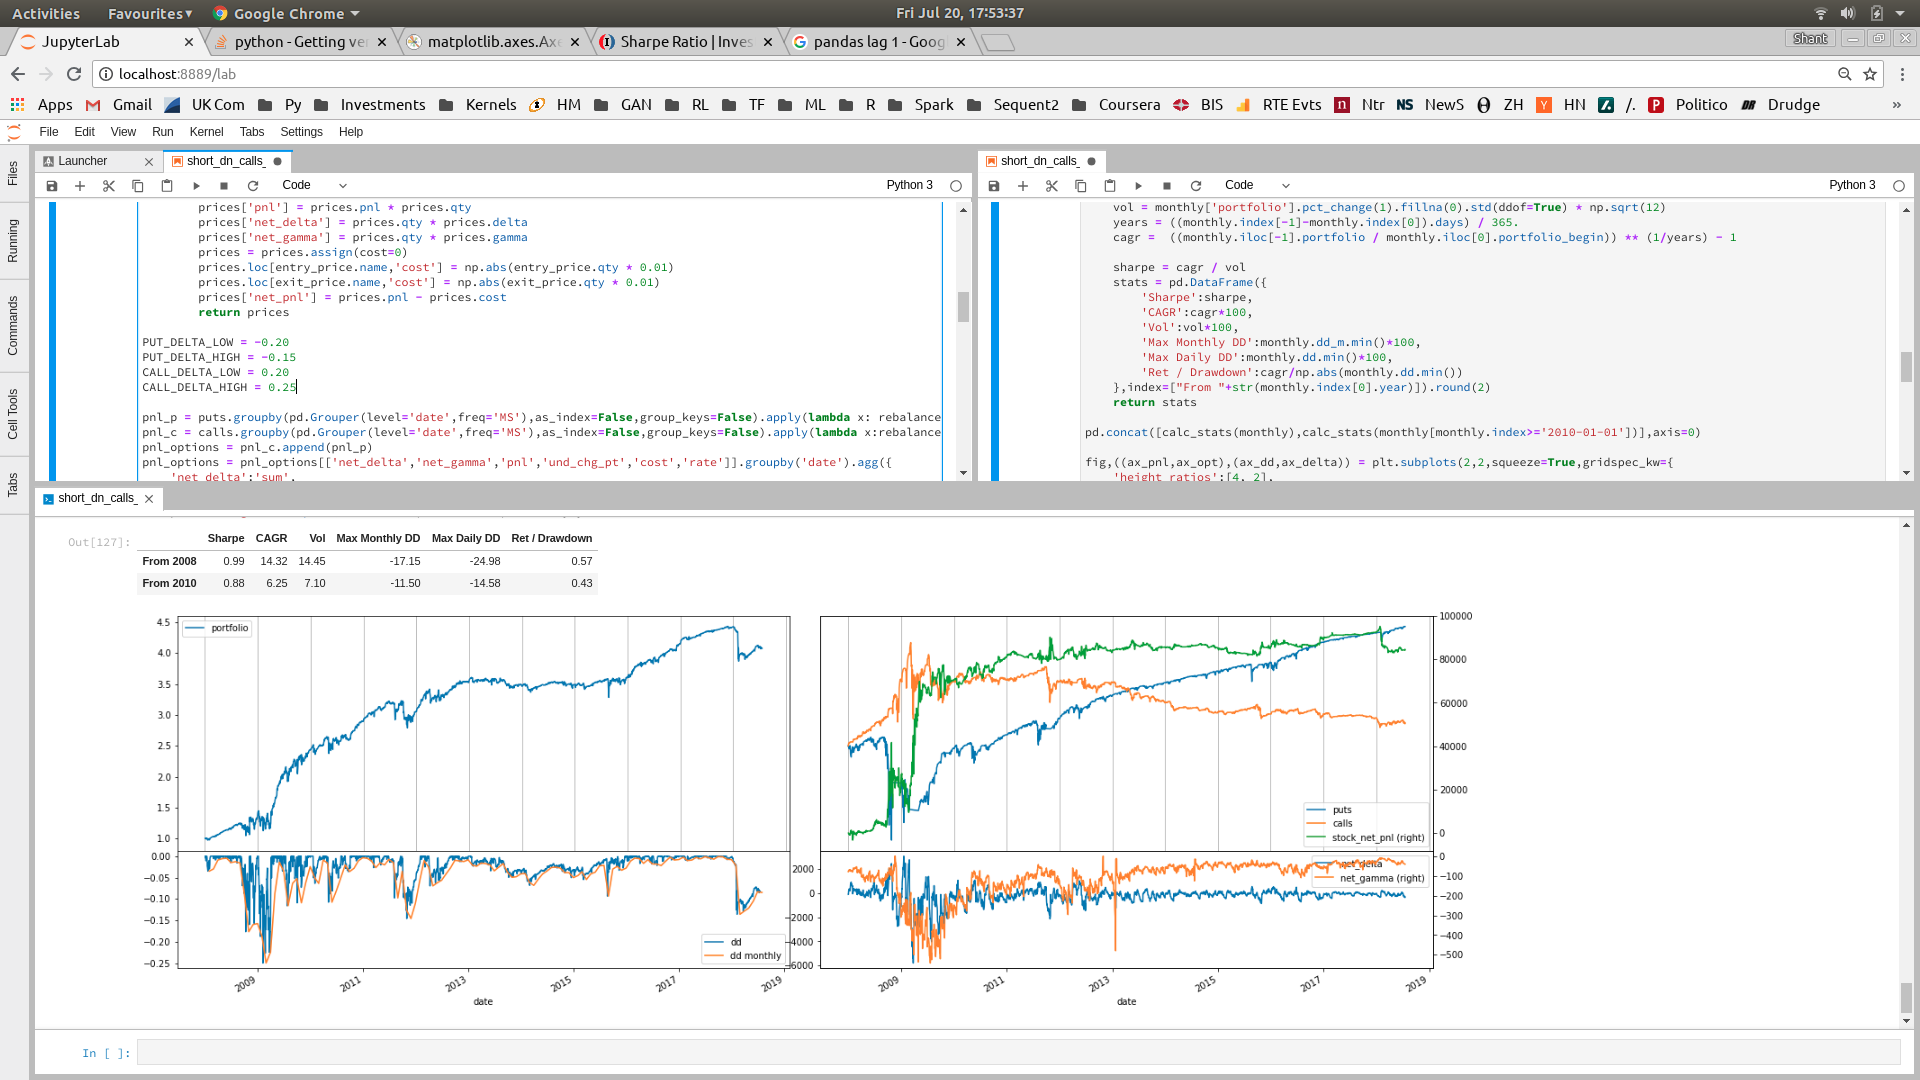 Activities Favourites▾ Google Chrome ▾ Fri Jul 20, 17:53:37
JupyterLab python - Getting ve matplotlib.axes.Axe Sharpe Ratio | Inves pandas lag 1 - Goog Shant
localhost:8889/lab
Apps Gmail UK Com Py Investments Kernels HM GAN RL TF ML R Spark Sequent2 Coursera BIS RTE Evts Ntr NewS ZH HN /. Politico Drudge »
File Edit View Run Kernel Tabs Settings Help
Files
Running
Commands
Cell Tools
Tabs
Launcher short_dn_calls_
Code Python 3
prices['pnl'] = prices.pnl * prices.qty
prices['net_delta'] = prices.qty * prices.delta
prices['net_gamma'] = prices.qty * prices.gamma
prices = prices.assign(cost=0)
prices.loc[entry_price.name,'cost'] = np.abs(entry_price.qty * 0.01)
prices.loc[exit_price.name,'cost'] = np.abs(exit_price.qty * 0.01)
prices['net_pnl'] = prices.pnl - prices.cost
return prices
PUT_DELTA_LOW = -0.20
PUT_DELTA_HIGH = -0.15
CALL_DELTA_LOW = 0.20
CALL_DELTA_HIGH = 0.25
pnl_p = puts.groupby(pd.Grouper(level='date',freq='MS'),as_index=False,group_keys=False).apply(lambda x: rebalance
pnl_c = calls.groupby(pd.Grouper(level='date',freq='MS'),as_index=False,group_keys=False).apply(lambda x:rebalance
pnl_options = pnl_c.append(pnl_p)
pnl_options = pnl_options[['net_delta','net_gamma','pnl','und_chg_pt','cost','rate']].groupby('date').agg({
'net_delta':'sum',
short_dn_calls_
Code Python 3
vol = monthly['portfolio'].pct_change(1).fillna(0).std(ddof=True) * np.sqrt(12)
years = ((monthly.index[-1]-monthly.index[0]).days) / 365.
cagr = ((monthly.iloc[-1].portfolio / monthly.iloc[0].portfolio_begin)) ** (1/years) - 1
sharpe = cagr / vol
stats = pd.DataFrame({
'Sharpe':sharpe,
'CAGR':cagr*100,
'Vol':vol*100,
'Max Monthly DD':monthly.dd_m.min()*100,
'Max Daily DD':monthly.dd.min()*100,
'Ret / Drawdown':cagr/np.abs(monthly.dd.min())
},index=["From "+str(monthly.index[0].year)]).round(2)
return stats
pd.concat([calc_stats(monthly),calc_stats(monthly[monthly.index>='2010-01-01'])],axis=0)
fig,((ax_pnl,ax_opt),(ax_dd,ax_delta)) = plt.subplots(2,2,squeeze=True,gridspec_kw={
'height_ratios':[4, 2],
short_dn_calls_
Out[127]:
Sharpe CAGR Vol Max Monthly DD Max Daily DD Ret / Drawdown
From 2008 0.99 14.32 14.45 -17.15 -24.98 0.57
From 2010 0.88 6.25 7.10 -11.50 -14.58 0.43
portfolio
4.5
4.0
3.5
3.0
2.5
2.0
1.5
1.0
puts
calls
stock_net_pnl (right)
100000
80000
60000
40000
20000
0
0.00
-0.05
-0.10
-0.15
-0.20
-0.25
dd
dd monthly
2009 2011 2013 2015 2017 2019
date
2000
0
-2000
-4000
-6000
net_delta
net_gamma (right)
0
-100
-200
-300
-400
-500
2009 2011 2013 2015 2017 2019
date
In [ ]: